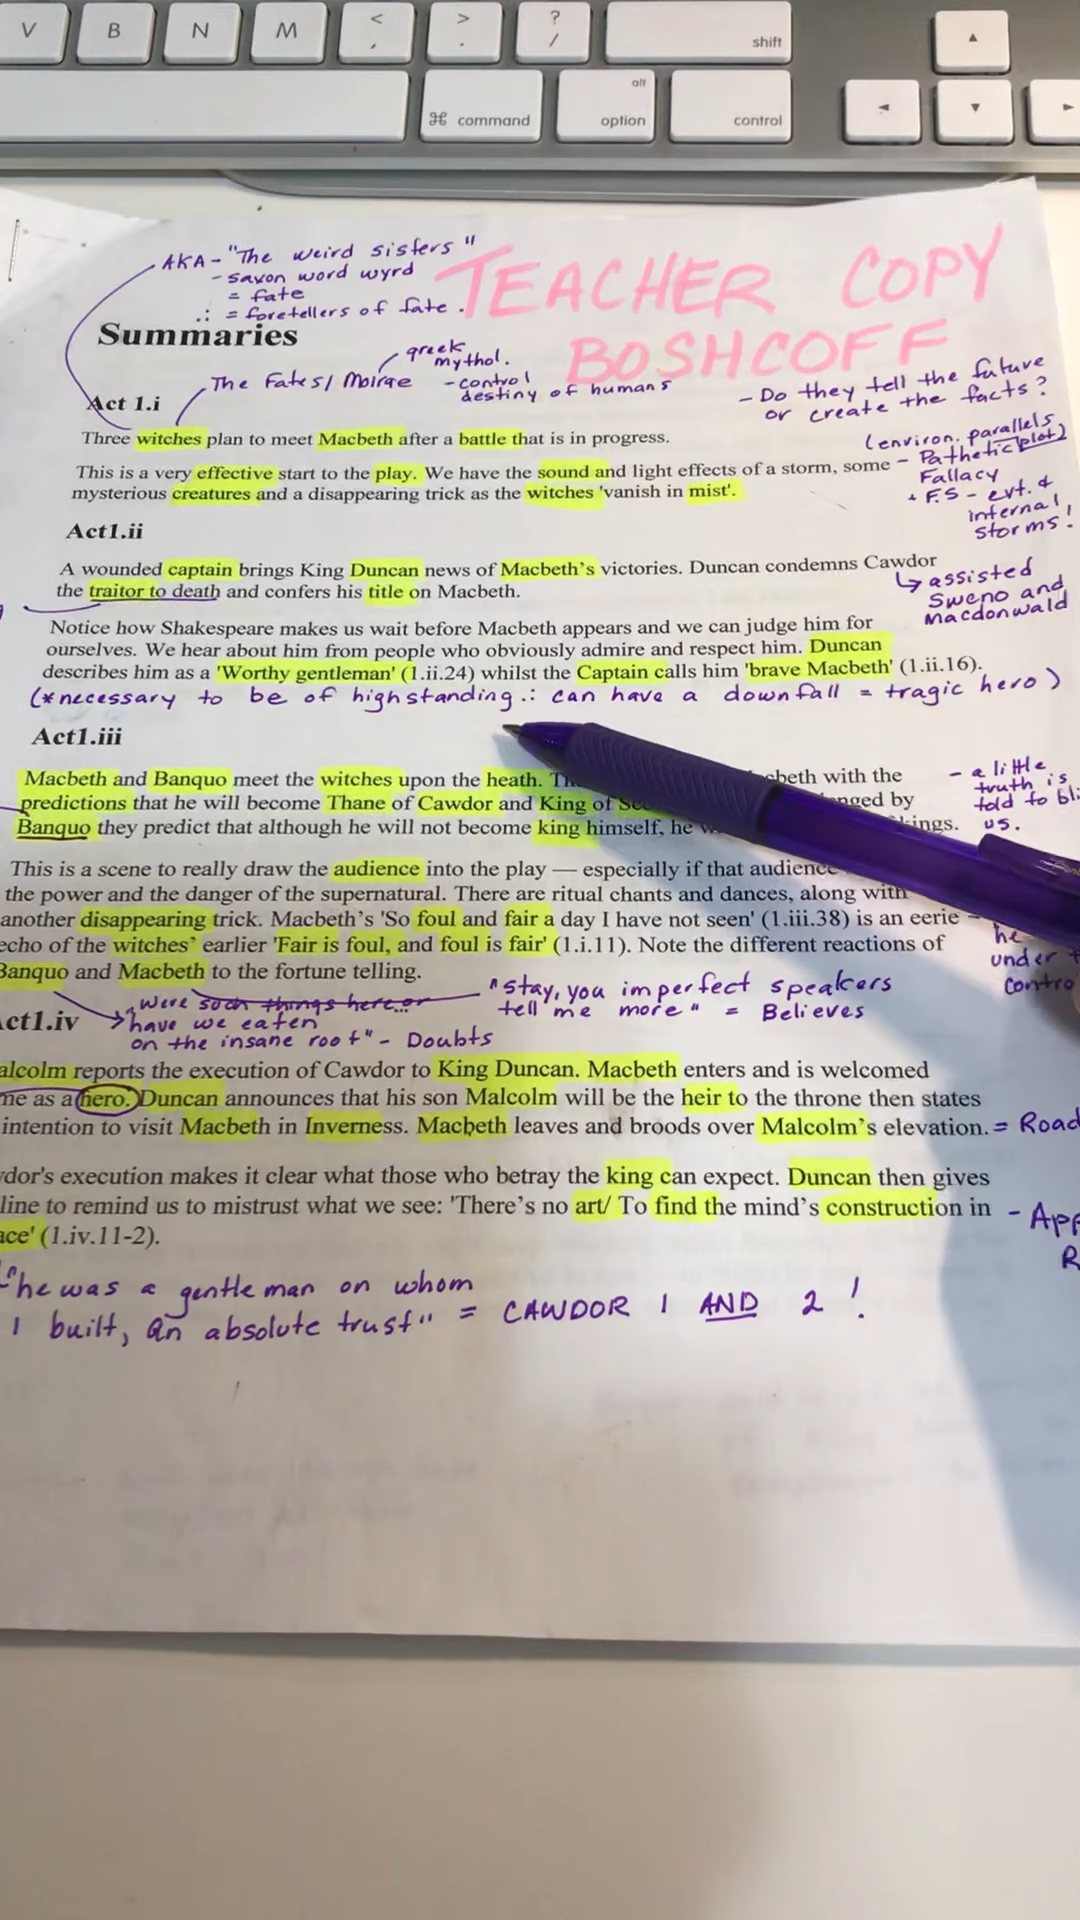 V B N M < , > . ? / shift
⌘ command alt option control
AKA - "The weird sisters"
- saxon word wyrd
= fate
∴ = foretellers of fate.
TEACHER COPY
BOSHCOFF
Summaries
greek
mythol.
The Fates/ Moirae - control
destiny of humans
- Do they tell the future
or create the facts?
Act 1.i
Three witches plan to meet Macbeth after a battle that is in progress.
(environ. parallels
plot)
This is a very effective start to the play. We have the sound and light effects of a storm, some
mysterious creatures and a disappearing trick as the witches 'vanish in mist'.
- Pathetic
Fallacy
+ F.S - evt. &
internal
storms!
Act1.ii
A wounded captain brings King Duncan news of Macbeth's victories. Duncan condemns Cawdor
the traitor to death and confers his title on Macbeth.
assisted
Sweno and
Macdonwald
Notice how Shakespeare makes us wait before Macbeth appears and we can judge him for
ourselves. We hear about him from people who obviously admire and respect him. Duncan
describes him as a 'Worthy gentleman' (1.ii.24) whilst the Captain calls him 'brave Macbeth' (1.ii.16).
(*necessary to be of high standing ∴ can have a downfall = tragic hero)
Act1.iii
Macbeth and Banquo meet the witches upon the heath. with the
predictions that he will become Thane of Cawdor and King of by
Banquo they predict that although he will not become king himself, he
- a little
truth is
told to
us.
This is a scene to really draw the audience into the play — especially if that audience
the power and the danger of the supernatural. There are ritual chants and dances, along with
another disappearing trick. Macbeth's 'So foul and fair a day I have not seen' (1.iii.38) is an eerie
echo of the witches' earlier 'Fair is foul, and foul is fair' (1.i.11). Note the different reactions of
Banquo and Macbeth to the fortune telling.
he
under
"stay, you imperfect speakers
tell me more" = Believes
"were such things here or...
have we eaten
on the insane root" - Doubts
ct1.iv
alcolm reports the execution of Cawdor to King Duncan. Macbeth enters and is welcomed
me as a hero. Duncan announces that his son Malcolm will be the heir to the throne then states
intention to visit Macbeth in Inverness. Macbeth leaves and broods over Malcolm's elevation. = Road
dor's execution makes it clear what those who betray the king can expect. Duncan then gives
line to remind us to mistrust what we see: 'There's no art/ To find the mind's construction in
ace' (1.iv.11-2).
- App
R
"he was a gentleman on whom
I built, an absolute trust" = CAWDOR 1 AND 2!